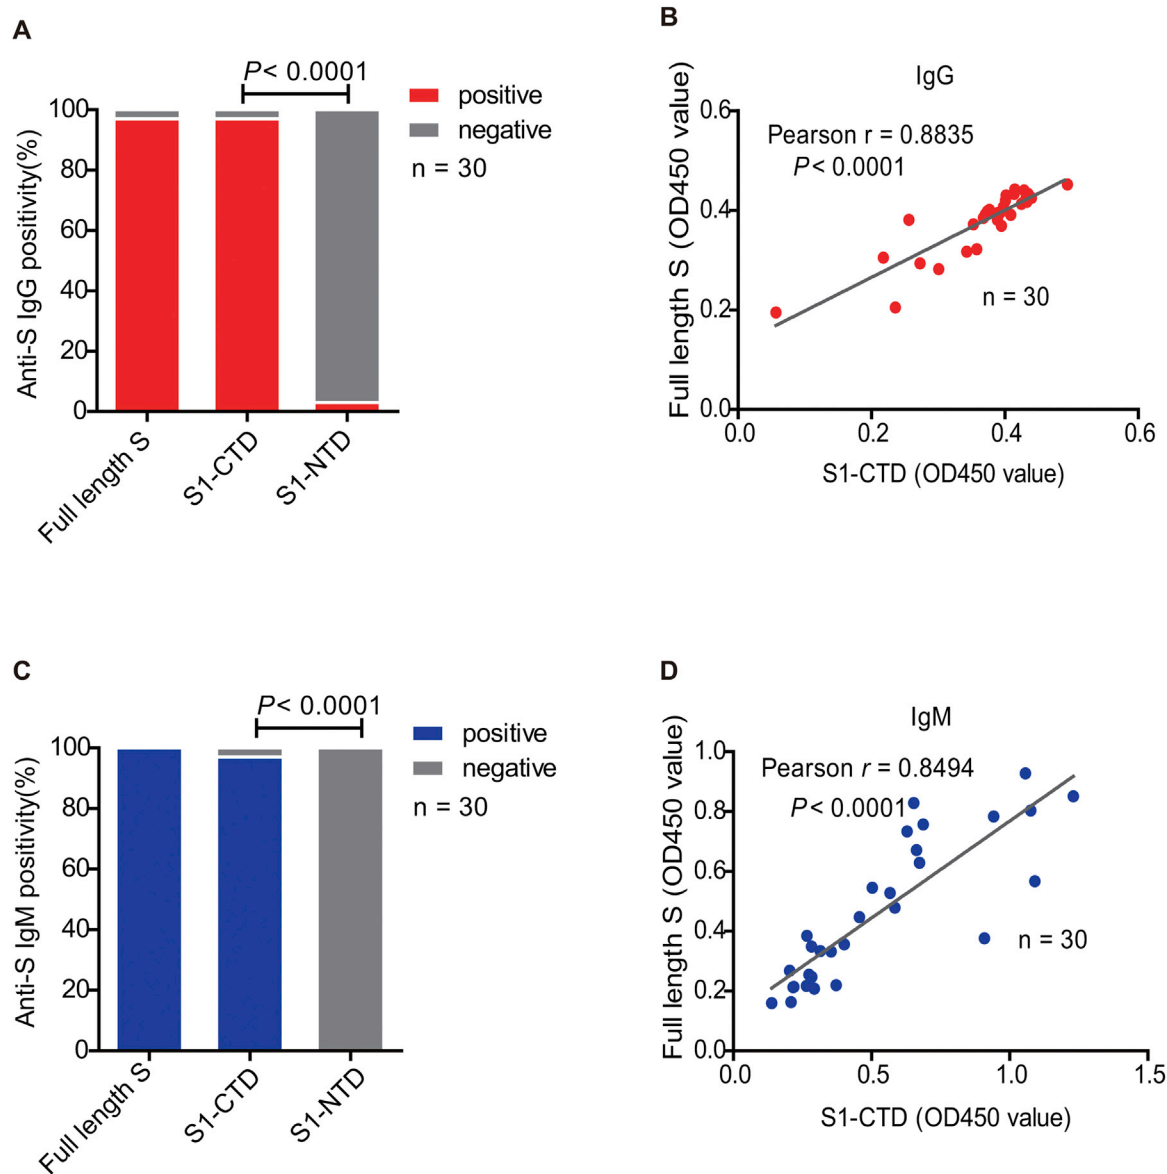 A
P< 0.0001
positive
negative
n = 30
Anti-S IgG positivity(%)
100
80
60
40
20
0
Full length S
S1-CTD
S1-NTD
B
IgG
Pearson r = 0.8835
P< 0.0001
n = 30
Full length S (OD450 value)
0.6
0.4
0.2
0.0
0.0 0.2 0.4 0.6
S1-CTD (OD450 value)
C
P< 0.0001
positive
negative
n = 30
Anti-S IgM positivity(%)
100
80
60
40
20
0
Full length S
S1-CTD
S1-NTD
D
IgM
Pearson r = 0.8494
P< 0.0001
n = 30
Full length S (OD450 value)
1.0
0.8
0.6
0.4
0.2
0.0
0.0 0.5 1.0 1.5
S1-CTD (OD450 value)